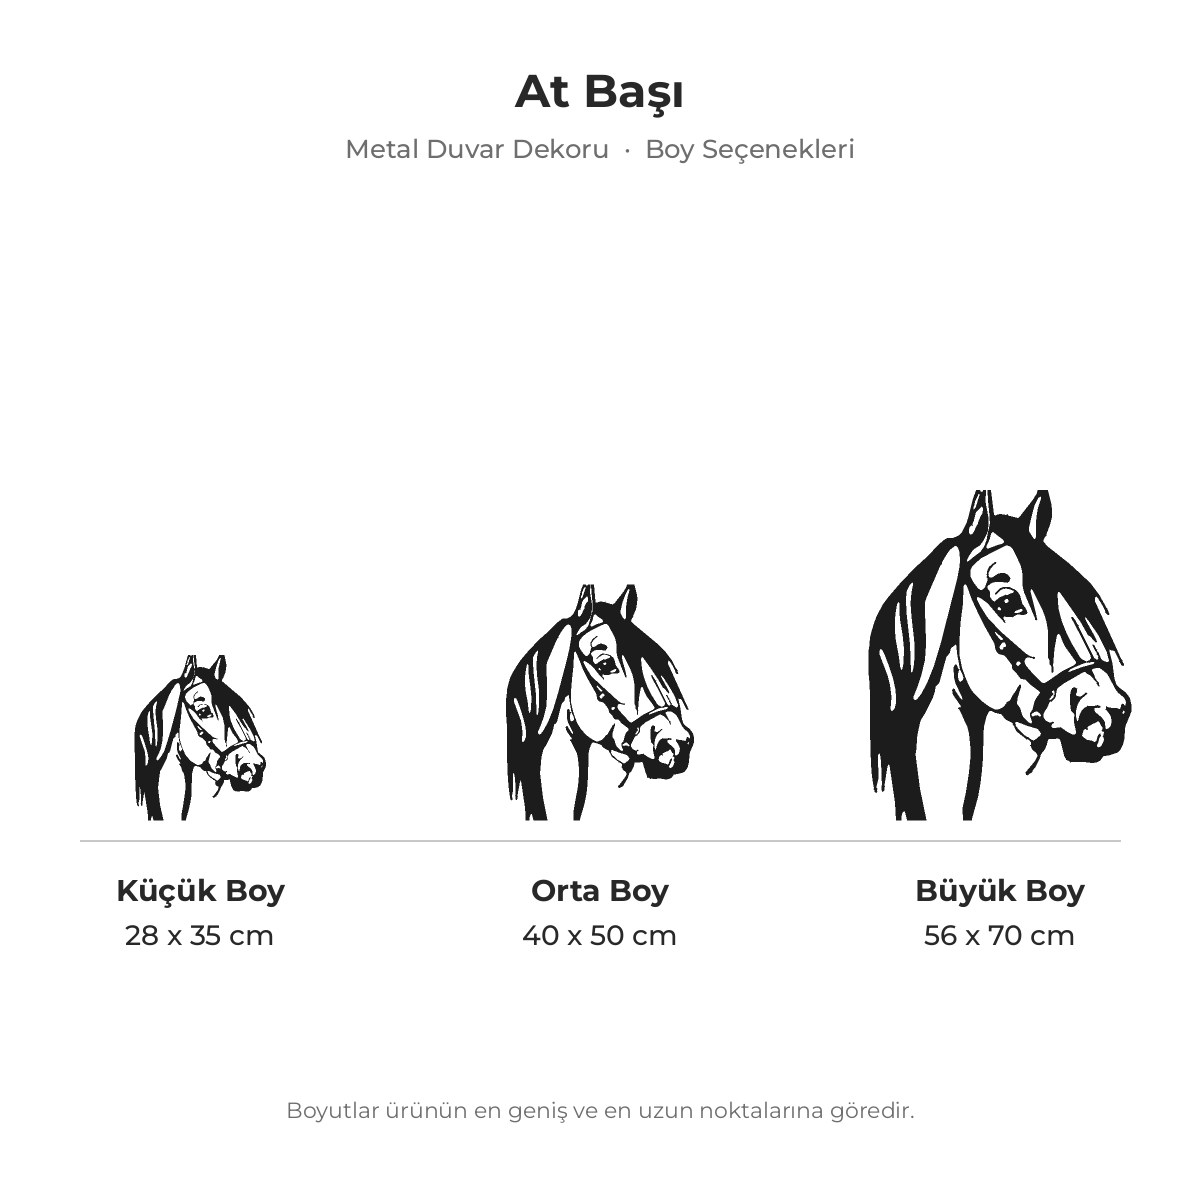 At Başı
Metal Duvar Dekoru · Boy Seçenekleri
Küçük Boy
28 x 35 cm
Orta Boy
40 x 50 cm
Büyük Boy
56 x 70 cm
Boyutlar ürünün en geniş ve en uzun noktalarına göredir.